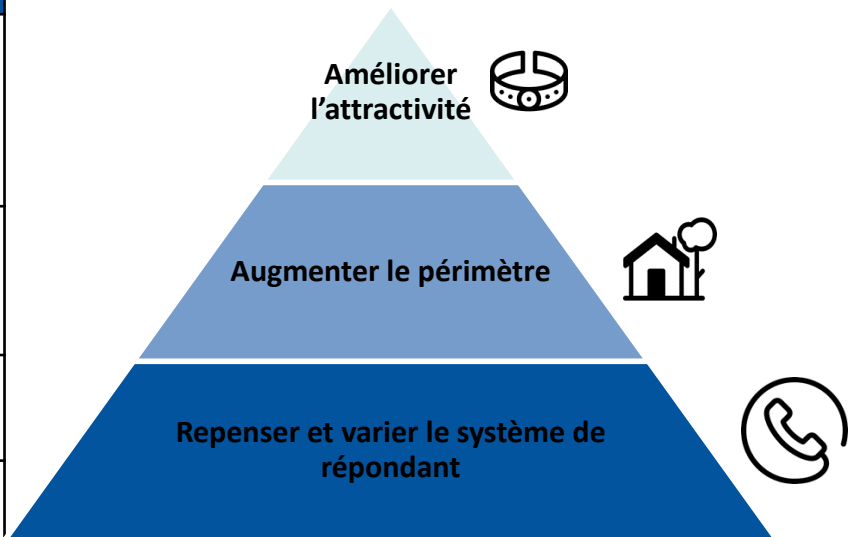 Améliorer
l’attractivité
Augmenter le périmètre
Repenser et varier le système de
répondant